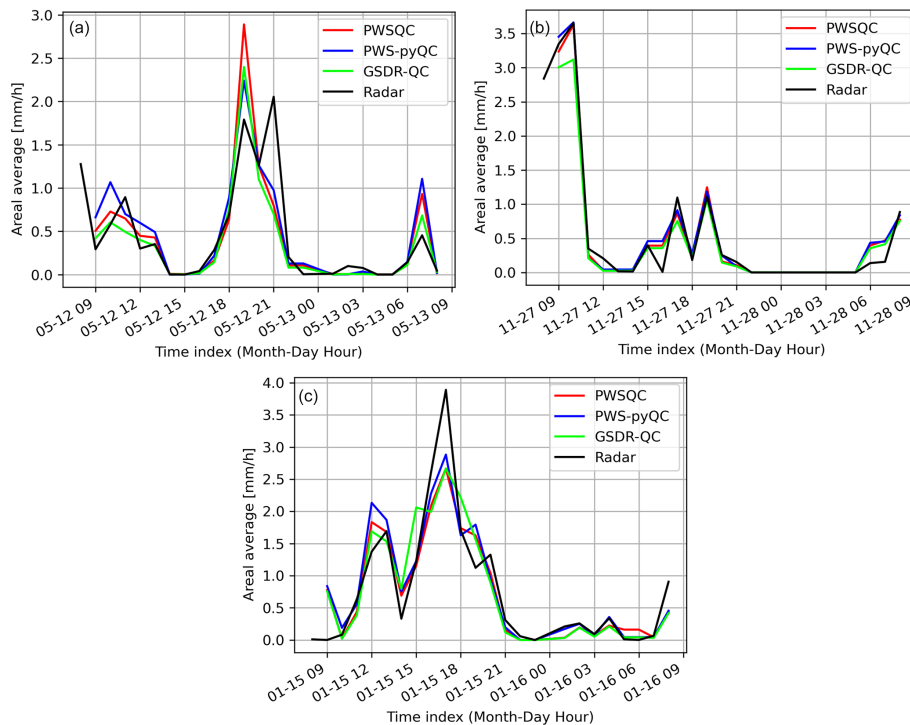 (a)
PWSQC
PWS-pyQC
GSDR-QC
Radar
3.0
2.5
2.0
1.5
1.0
0.5
0.0
Areal average [mm/h]
05-12 09
05-12 12
05-12 15
05-12 18
05-12 21
05-13 00
05-13 03
05-13 06
05-13 09
Time index (Month-Day Hour)
(b)
PWSQC
PWS-pyQC
GSDR-QC
Radar
3.5
3.0
2.5
2.0
1.5
1.0
0.5
0.0
Areal average [mm/h]
11-27 09
11-27 12
11-27 15
11-27 18
11-27 21
11-28 00
11-28 03
11-28 06
11-28 09
Time index (Month-Day Hour)
(c)
PWSQC
PWS-pyQC
GSDR-QC
Radar
4.0
3.5
3.0
2.5
2.0
1.5
1.0
0.5
0.0
Areal average [mm/h]
01-15 09
01-15 12
01-15 15
01-15 18
01-15 21
01-16 00
01-16 03
01-16 06
01-16 09
Time index (Month-Day Hour)